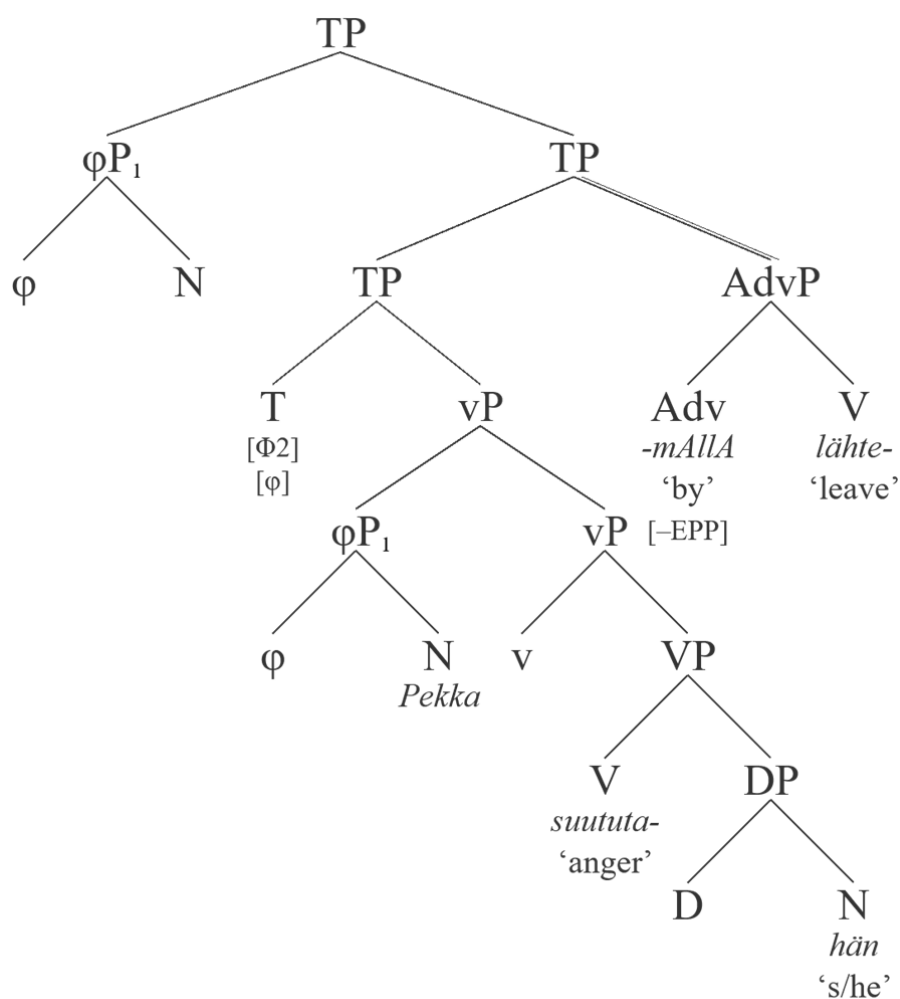 TP
φP₁ TP
φ N TP AdvP
T vP Adv V
[Φ2] -mAllA lähte-
[φ] ‘by’ ‘leave’
φP₁ vP [–EPP]
φ N v VP
Pekka
V DP
suututa-
‘anger’
D N
hän
‘s/he’